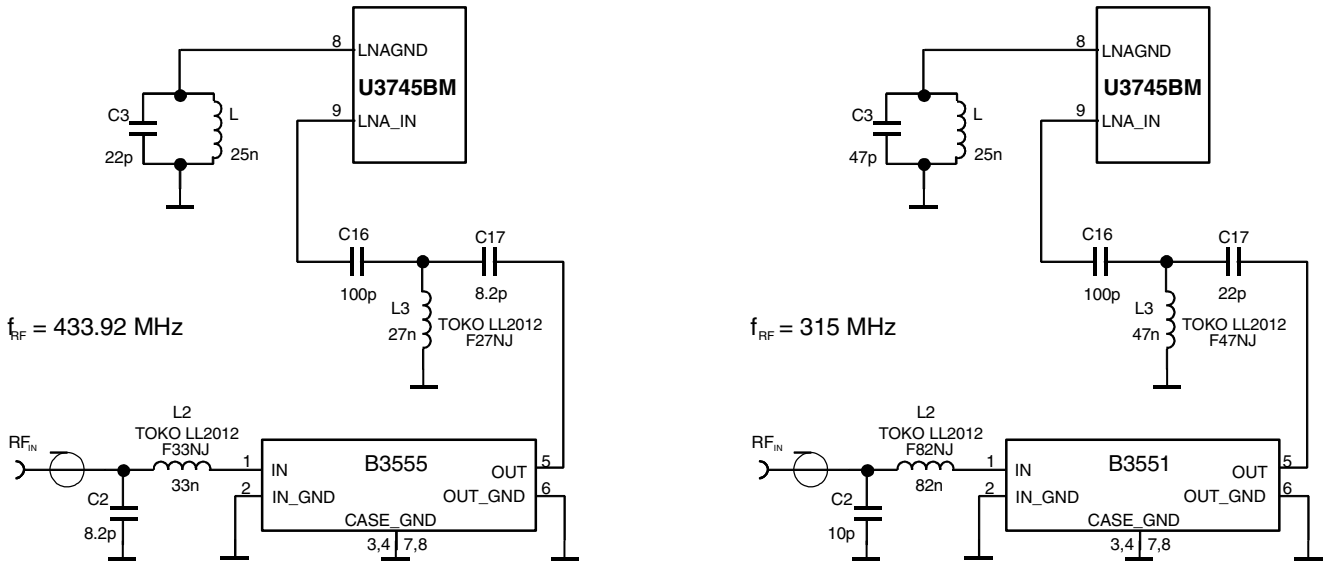 8
LNAGND
U3745BM
C3
L
9
LNA_IN
22p
25n
C16
C17
100p
8.2p
L3
27n
TOKO LL2012
F27NJ
fRF = 433.92 MHz
L2
TOKO LL2012
F33NJ
RFIN
33n
1
IN
B3555
OUT
5
2
IN_GND
OUT_GND
6
C2
8.2p
CASE_GND
3,4
7,8
8
LNAGND
U3745BM
C3
L
9
LNA_IN
47p
25n
C16
C17
100p
22p
L3
47n
TOKO LL2012
F47NJ
fRF = 315 MHz
L2
TOKO LL2012
F82NJ
RFIN
82n
1
IN
B3551
OUT
5
2
IN_GND
OUT_GND
6
C2
10p
CASE_GND
3,4
7,8